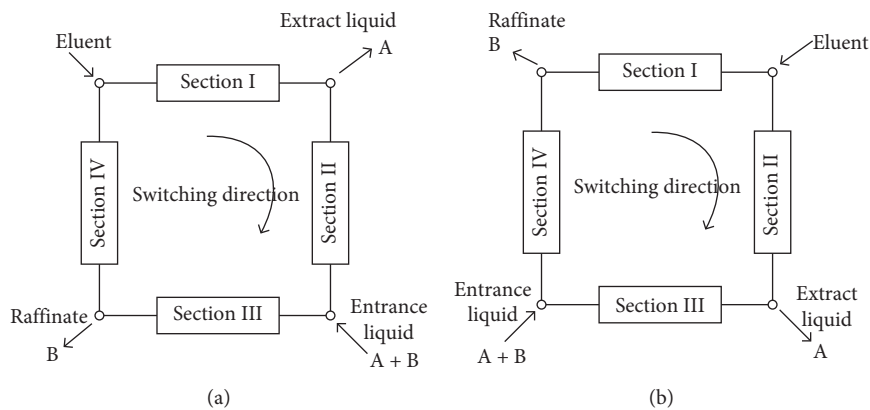 Eluent
Extract liquid
A
Section I
Section IV
Switching direction
Section II
Raffinate
B
Section III
Entrance
liquid
A + B
(a)
Raffinate
B
Section I
Eluent
Section IV
Switching direction
Section II
Entrance
liquid
A + B
Section III
Extract
liquid
A
(b)